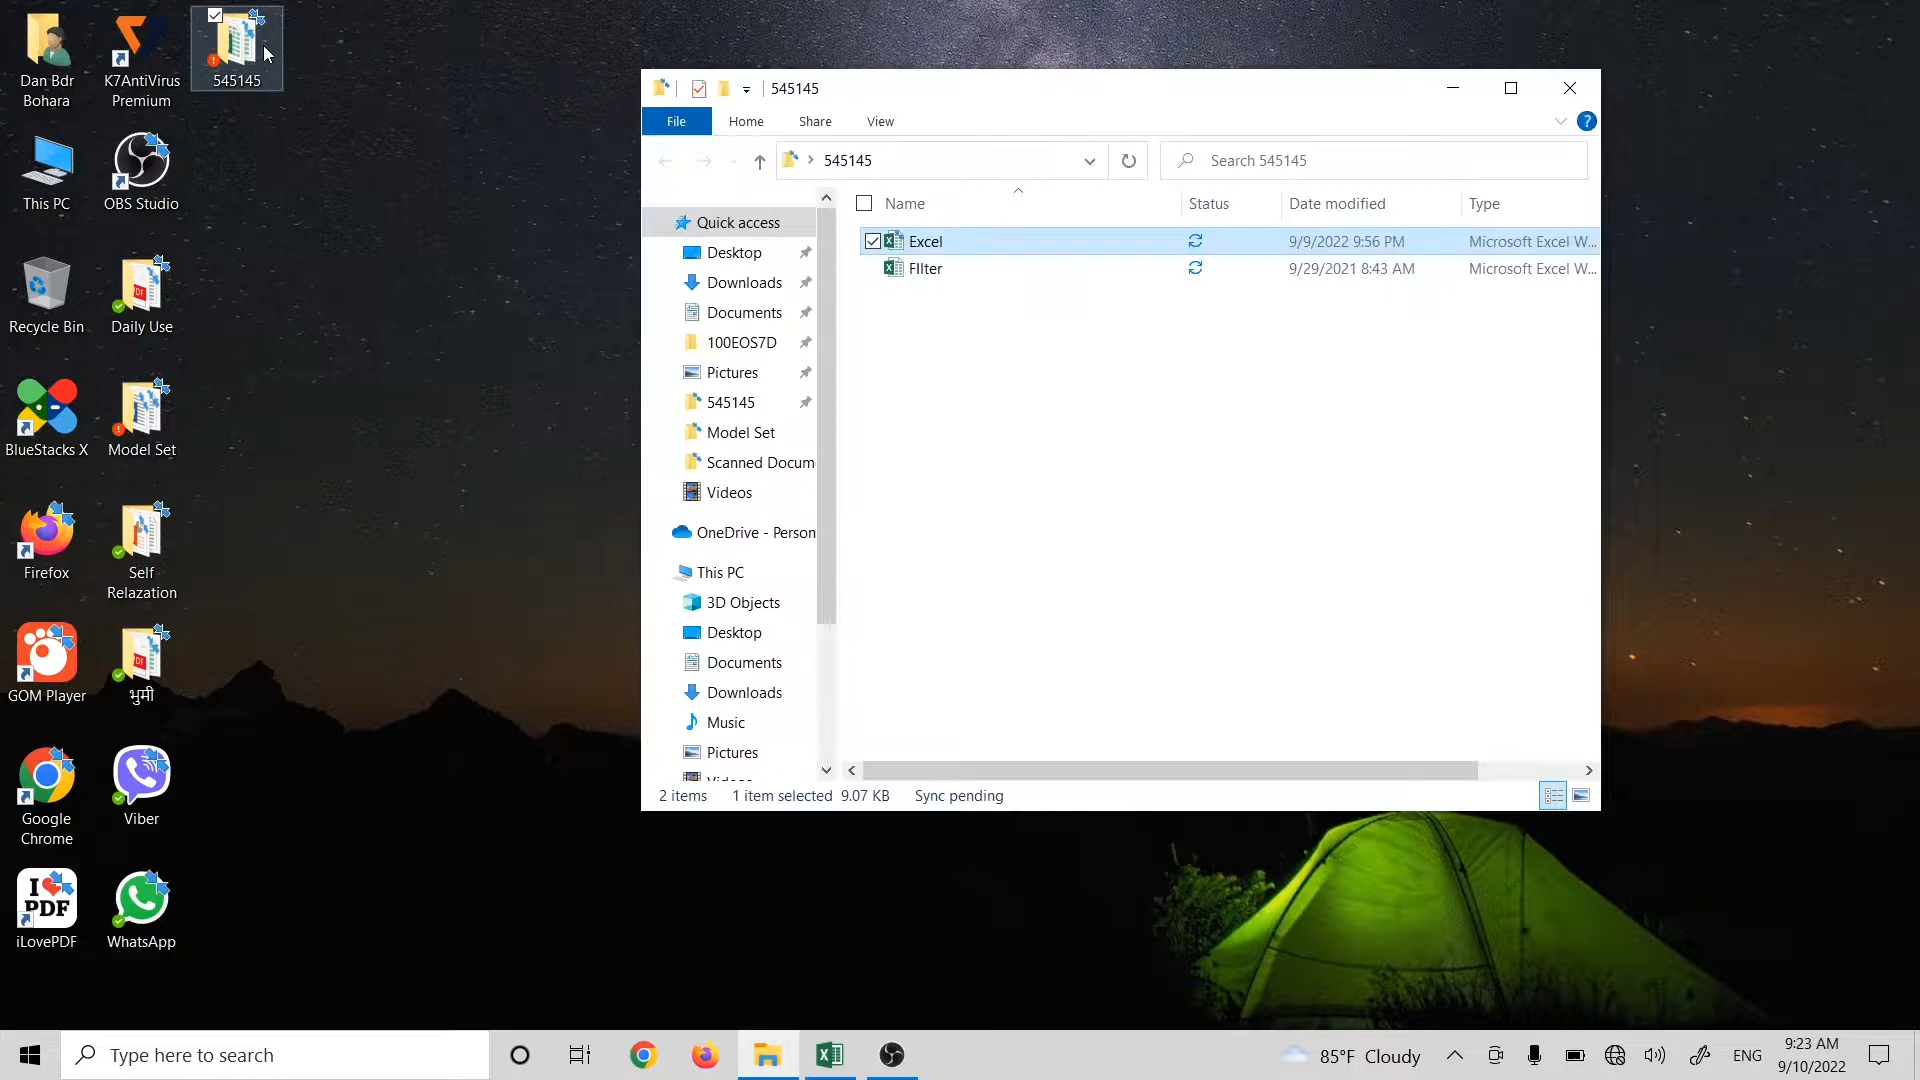 Dan Bdr
Bohara
K7AntiVirus
Premium
545145
This PC
OBS Studio
Recycle Bin
Daily Use
PDF
BlueStacks X
Model Set
Firefox
Self
Relazation
GOM Player
भुमी
PDF
Google
Chrome
Viber
I
PDF
iLovePDF
WhatsApp
545145
File
Home
Share
View
?
545145
Search 545145
Name
Status
Date modified
Type
Quick access
Desktop
Downloads
Documents
100EOS7D
Pictures
545145
Model Set
Scanned Docum
Videos
OneDrive - Person
This PC
3D Objects
Desktop
Documents
Downloads
Music
Pictures
Videos
Excel
9/9/2022 9:56 PM
Microsoft Excel W...
FIlter
9/29/2021 8:43 AM
Microsoft Excel W...
2 items
1 item selected
9.07 KB
Sync pending
Type here to search
85°F Cloudy
ENG
9:23 AM
9/10/2022